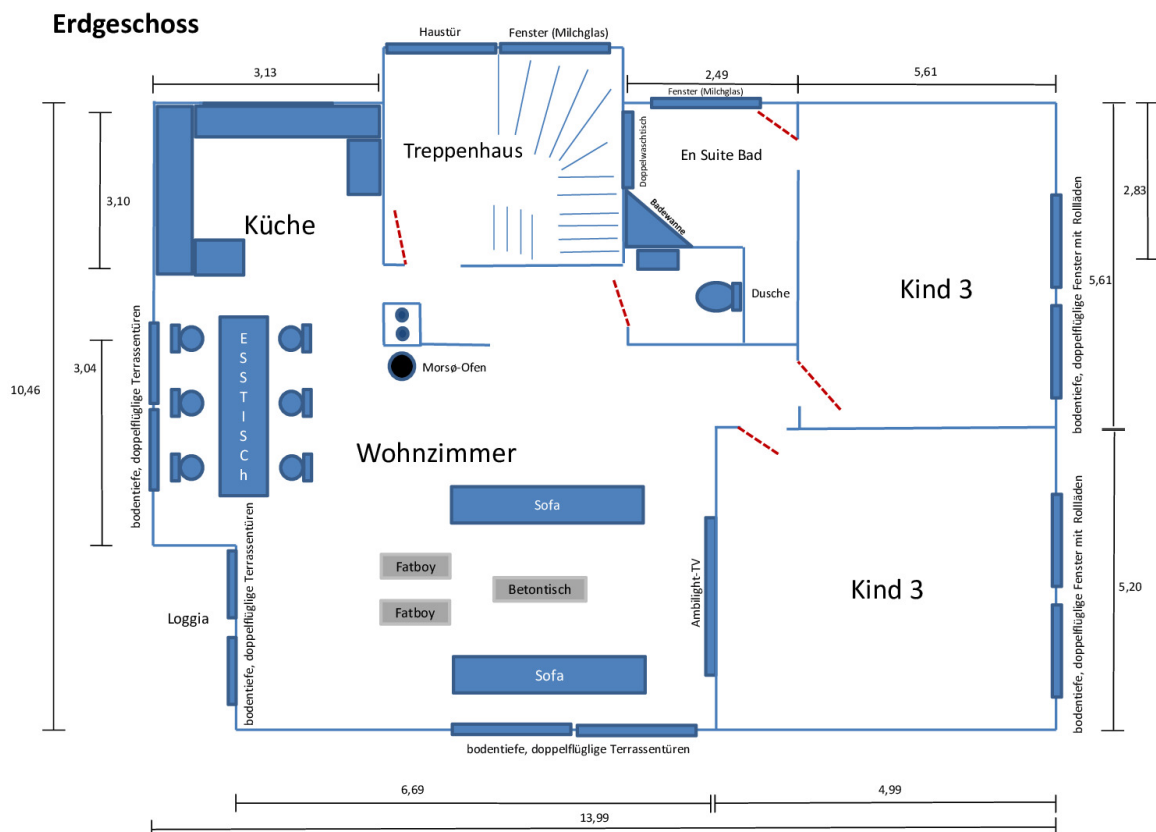 Erdgeschoss
Haustür
Fenster (Milchglas)
3,13
2,49
5,61
Fenster (Milchglas)
Treppenhaus
Doppelwaschtisch
En Suite Bad
Badewanne
3,10
Küche
2,83
bodentiefe, doppelflüglige Fenster mit Rollläden
5,61
Kind 3
Dusche
10,46
3,04
bodentiefe, doppelflüglige Terrassentüren
ESSTISCh
Morsø-Ofen
Wohnzimmer
Sofa
Fatboy
Betontisch
Fatboy
Ambilight-TV
Kind 3
bodentiefe, doppelflüglige Fenster mit Rollläden
5,20
Loggia
bodentiefe, doppelflüglige Terrassentüren
Sofa
bodentiefe, doppelflüglige Terrassentüren
6,69
4,99
13,99